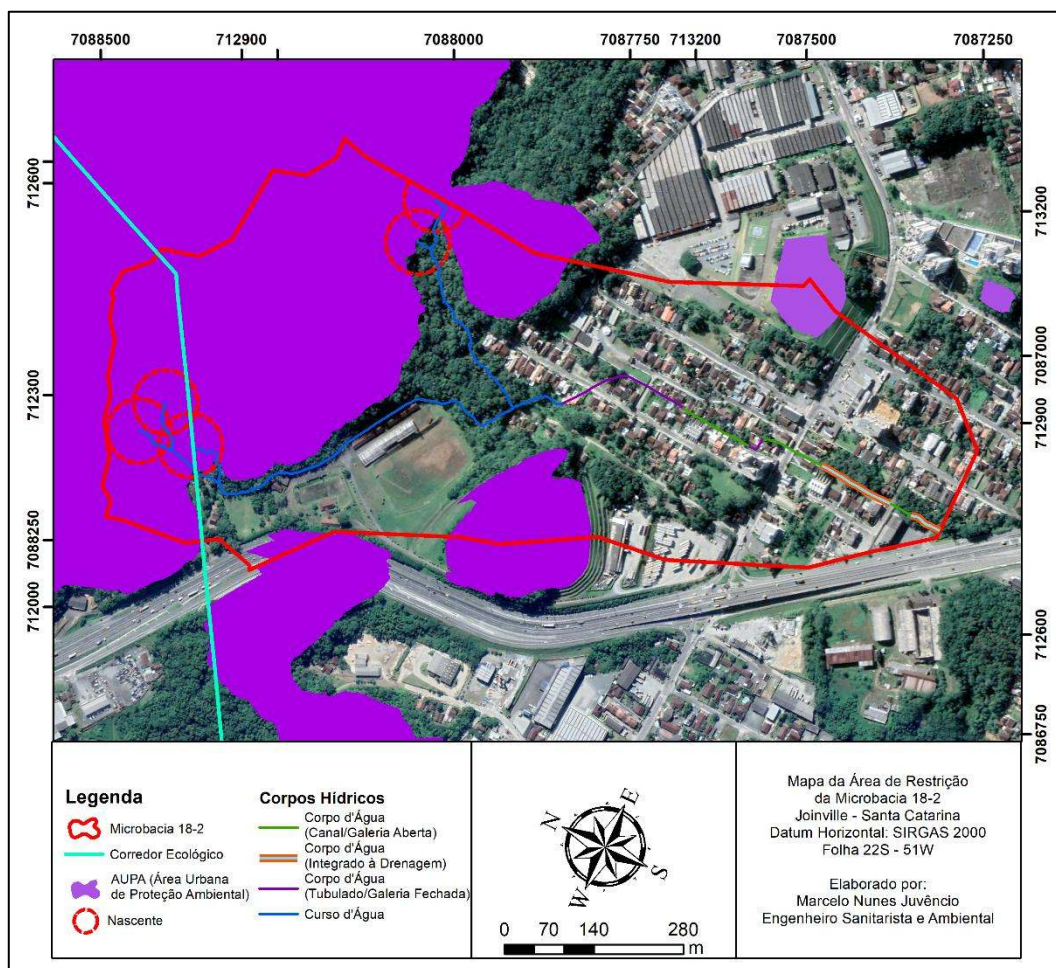 7088500
712900
7088000
7087750
713200
7087500
7087250
712600
712300
7088250
712000
713200
7087000
712900
712600
7086750
Legenda
Microbacia 18-2
Corredor Ecológico
AUPA (Área Urbana
de Proteção Ambiental)
Nascente
Corpos Hídricos
Corpo d'Água
(Canal/Galeria Aberta)
Corpo d'Água
(Integrado à Drenagem)
Corpo d'Água
(Tubulado/Galeria Fechada)
Curso d'Água
N
E
W
S
0
70
140
280
m
Mapa da Área de Restrição
da Microbacia 18-2
Joinville - Santa Catarina
Datum Horizontal: SIRGAS 2000
Folha 22S - 51W
Elaborado por:
Marcelo Nunes Juvêncio
Engenheiro Sanitarista e Ambiental